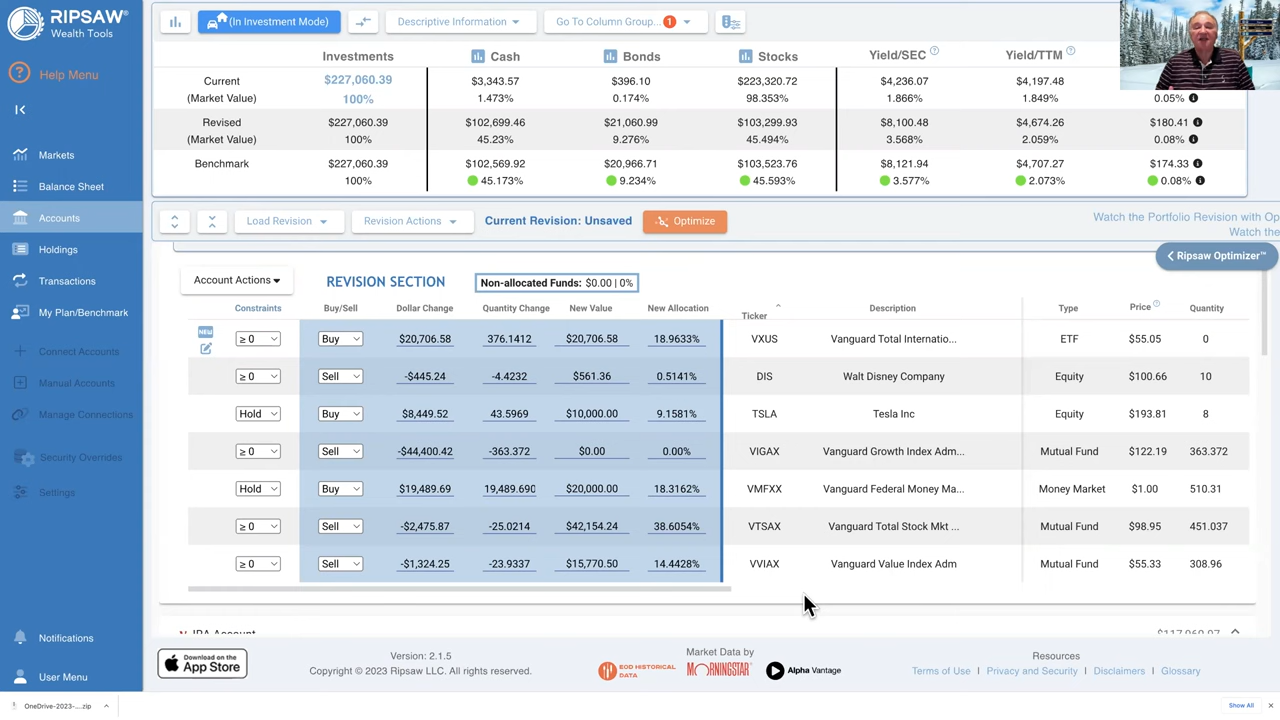 RIPSAW
Wealth Tools
? Help Menu
Markets
Balance Sheet
Accounts
Holdings
Transactions
My Plan/Benchmark
Connect Accounts
Manual Accounts
Manage Connections
Security Overrides
Settings
Notifications
User Menu
(In Investment Mode) Descriptive Information Go To Column Group... 1
Investments Cash Bonds Stocks Yield/SEC Yield/TTM
Current $227,060.39 $3,343.57 $396.10 $223,320.72 $4,236.07 $4,197.48
(Market Value) 100% 1.473% 0.174% 98.353% 1.866% 1.849% 0.05%
Revised $227,060.39 $102,699.46 $21,060.99 $103,299.93 $8,100.48 $4,674.26 $180.41
(Market Value) 100% 45.23% 9.276% 45.494% 3.568% 2.059% 0.08%
Benchmark $227,060.39 $102,569.92 $20,966.71 $103,523.76 $8,121.94 $4,707.27 $174.33
100% 45.173% 9.234% 45.593% 3.577% 2.073% 0.08%
Load Revision Revision Actions Current Revision: Unsaved Optimize
Watch the Portfolio Revision with Op
Watch the
Ripsaw Optimizer™
Account Actions REVISION SECTION Non-allocated Funds: $0.00 | 0%
Constraints Buy/Sell Dollar Change Quantity Change New Value New Allocation Ticker Description Type Price Quantity
NEW ≥ 0 Buy $20,706.58 376.1412 $20,706.58 18.9633% VXUS Vanguard Total Internatio... ETF $55.05 0
≥ 0 Sell -$445.24 -4.4232 $561.36 0.5141% DIS Walt Disney Company Equity $100.66 10
Hold Buy $8,449.52 43.5969 $10,000.00 9.1581% TSLA Tesla Inc Equity $193.81 8
≥ 0 Sell -$44,400.42 -363.372 $0.00 0.00% VIGAX Vanguard Growth Index Adm... Mutual Fund $122.19 363.372
Hold Buy $19,489.69 19,489.690 $20,000.00 18.3162% VMFXX Vanguard Federal Money Ma... Money Market $1.00 510.31
≥ 0 Sell -$2,475.87 -25.0214 $42,154.24 38.6054% VTSAX Vanguard Total Stock Mkt ... Mutual Fund $98.95 451.037
≥ 0 Sell -$1,324.25 -23.9337 $15,770.50 14.4428% VVIAX Vanguard Value Index Adm Mutual Fund $55.33 308.96
IRA Account $117,060.07
Download on the
App Store
Version: 2.1.5
Copyright © 2023 Ripsaw LLC. All rights reserved.
Market Data by
EOD HISTORICAL
DATA
MORNINGSTAR
Alpha Vantage
Resources
Terms of Use | Privacy and Security | Disclaimers | Glossary
OneDrive-2023-....zip Show All